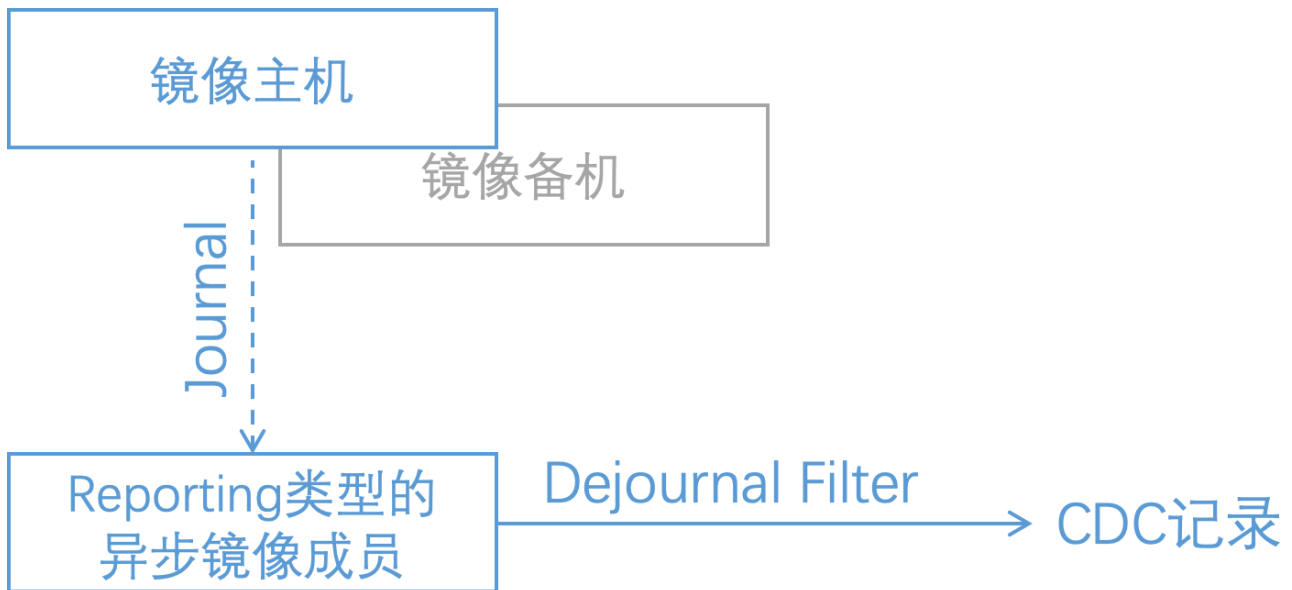 镜像主机
镜像备机
Journal
Reporting类型的
异步镜像成员
Dejournal Filter
CDC记录